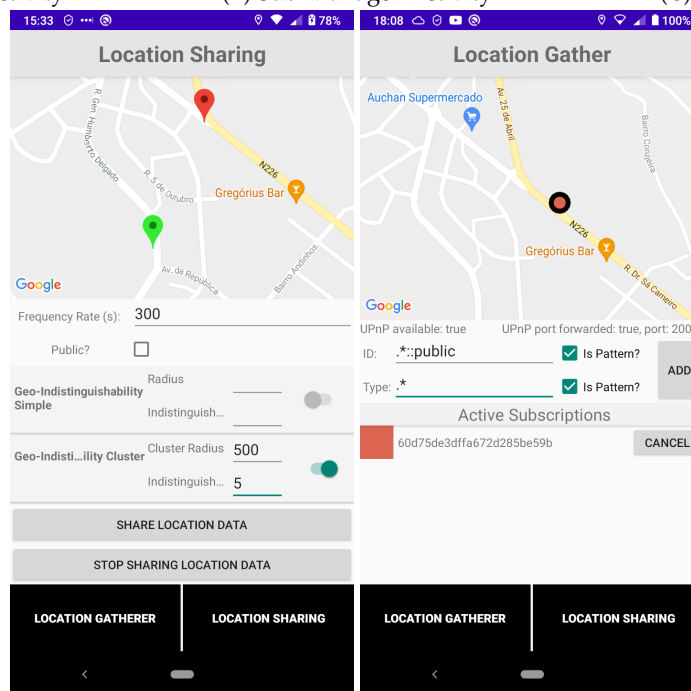 15:33 78%
Location Sharing
R. Gen. Humberto Delgado
R. 5 de Outubro
N226
Gregórius Bar
Av. da República
Bairro Andinhos
Google
Frequency Rate (s): 300
Public?
Geo-Indistinguishability
Simple
Radius
Indistinguish...
Geo-Indisti...ility Cluster
Cluster Radius 500
Indistinguish... 5
SHARE LOCATION DATA
STOP SHARING LOCATION DATA
LOCATION GATHERER LOCATION SHARING
18:08 100%
Location Gather
Auchan Supermercado
Av. 25 de Abril
Bairro Corujeira
N226
Gregórius Bar
R. Dr. Sá Carneiro
Google
UPnP available: true UPnP port forwarded: true, port: 200
ID: .*::public Is Pattern?
ADD
Type: .* Is Pattern?
Active Subscriptions
60d75de3dffa672d285be59b CANCEL
LOCATION GATHERER LOCATION SHARING